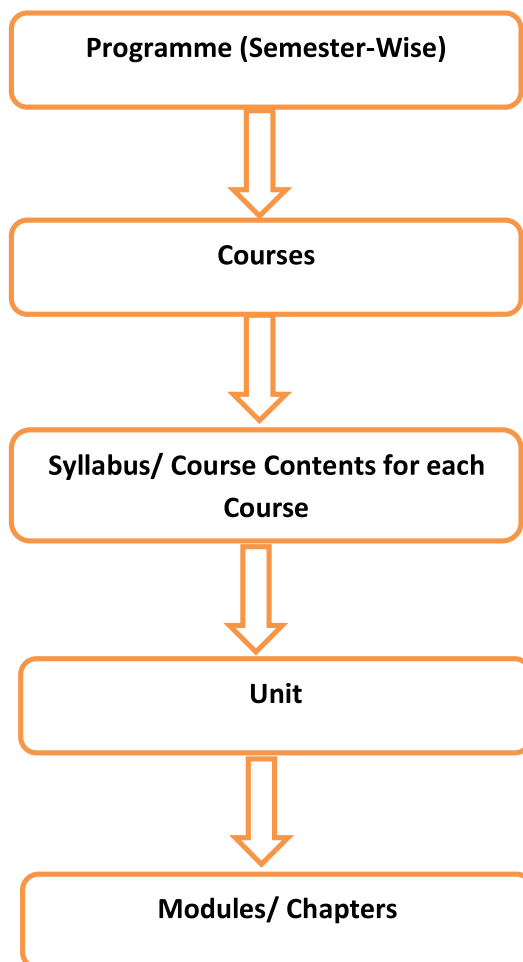 Programme (Semester-Wise)
Courses
Syllabus/ Course Contents for each
Course
Unit
Modules/ Chapters